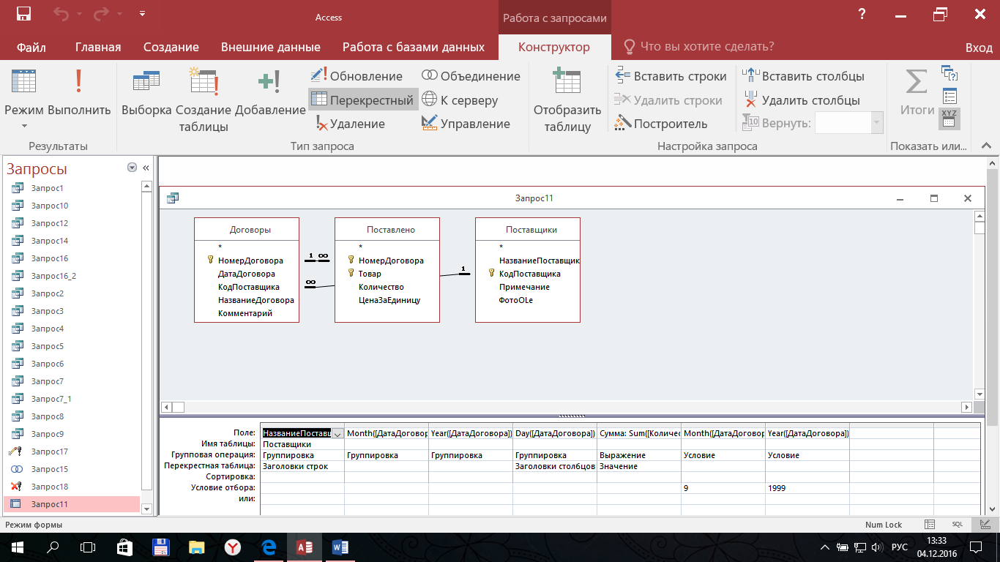 Access
Работа с запросами
?
Файл
Главная
Создание
Внешние данные
Работа с базами данных
Конструктор
Что вы хотите сделать?
Вход
Режим
Выполнить
Результаты
Выборка
Создание таблицы
Добавление
Обновление
Перекрестный
Удаление
Объединение
К серверу
Управление
Тип запроса
Отобразить таблицу
Вставить строки
Удалить строки
Построитель
Вставить столбцы
Удалить столбцы
Вернуть:
Настройка запроса
Итоги
XYZ
Показать или...
Запросы
Запрос1
Запрос10
Запрос12
Запрос14
Запрос16
Запрос16_2
Запрос2
Запрос3
Запрос4
Запрос5
Запрос6
Запрос7
Запрос7_1
Запрос8
Запрос9
Запрос17
Запрос15
Запрос18
Запрос11
Запрос11
Договоры
*
НомерДоговора
ДатаДоговора
КодПоставщика
НазваниеДоговора
Комментарий
1 ∞
∞
Поставлено
*
НомерДоговора
Товар
Количество
ЦенаЗаЕдиницу
1
Поставщики
*
НазваниеПоставщик
КодПоставщика
Примечание
ФотоOLe
Поле: НазваниеПоставц Month([ДатаДоговор Year([ДатаДоговора]) Day([ДатаДоговора]) Сумма: Sum([Количес Month([ДатаДоговор Year([ДатаДоговора])
Имя таблицы: Поставщики
Групповая операция: Группировка Группировка Группировка Группировка Выражение Условие Условие
Перекрестная таблица: Заголовки строк Заголовки столбцов Значение
Сортировка:
Условие отбора: 9 1999
или:
Режим формы
Num Lock
SQL
РУС
13:33
04.12.2016